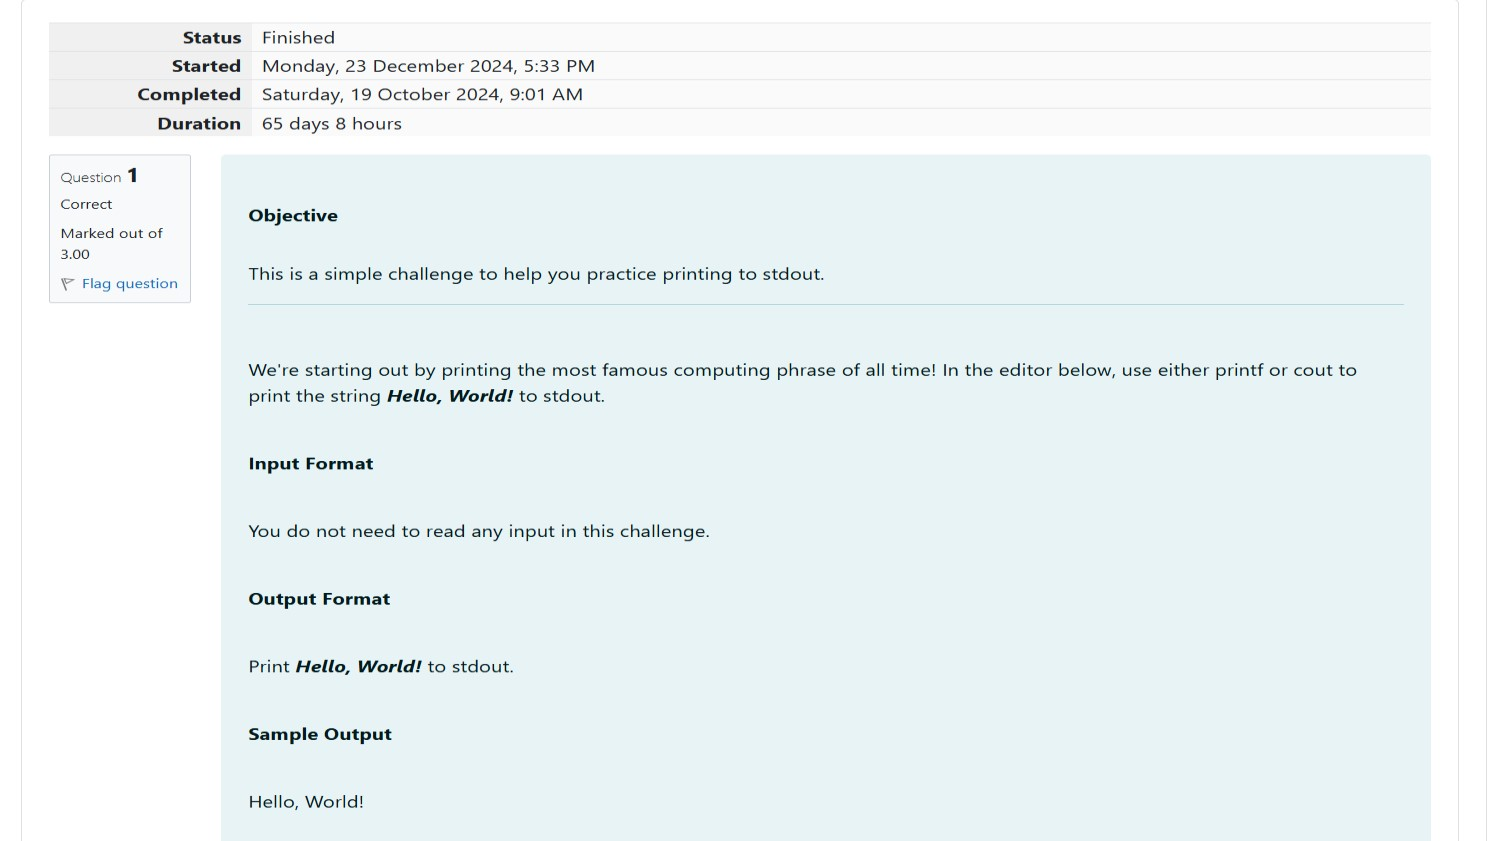 Status Finished
Started Monday, 23 December 2024, 5:33 PM
Completed Saturday, 19 October 2024, 9:01 AM
Duration 65 days 8 hours
Question 1
Correct
Marked out of
3.00
Flag question
Objective
This is a simple challenge to help you practice printing to stdout.
We're starting out by printing the most famous computing phrase of all time! In the editor below, use either printf or cout to
print the string Hello, World! to stdout.
Input Format
You do not need to read any input in this challenge.
Output Format
Print Hello, World! to stdout.
Sample Output
Hello, World!